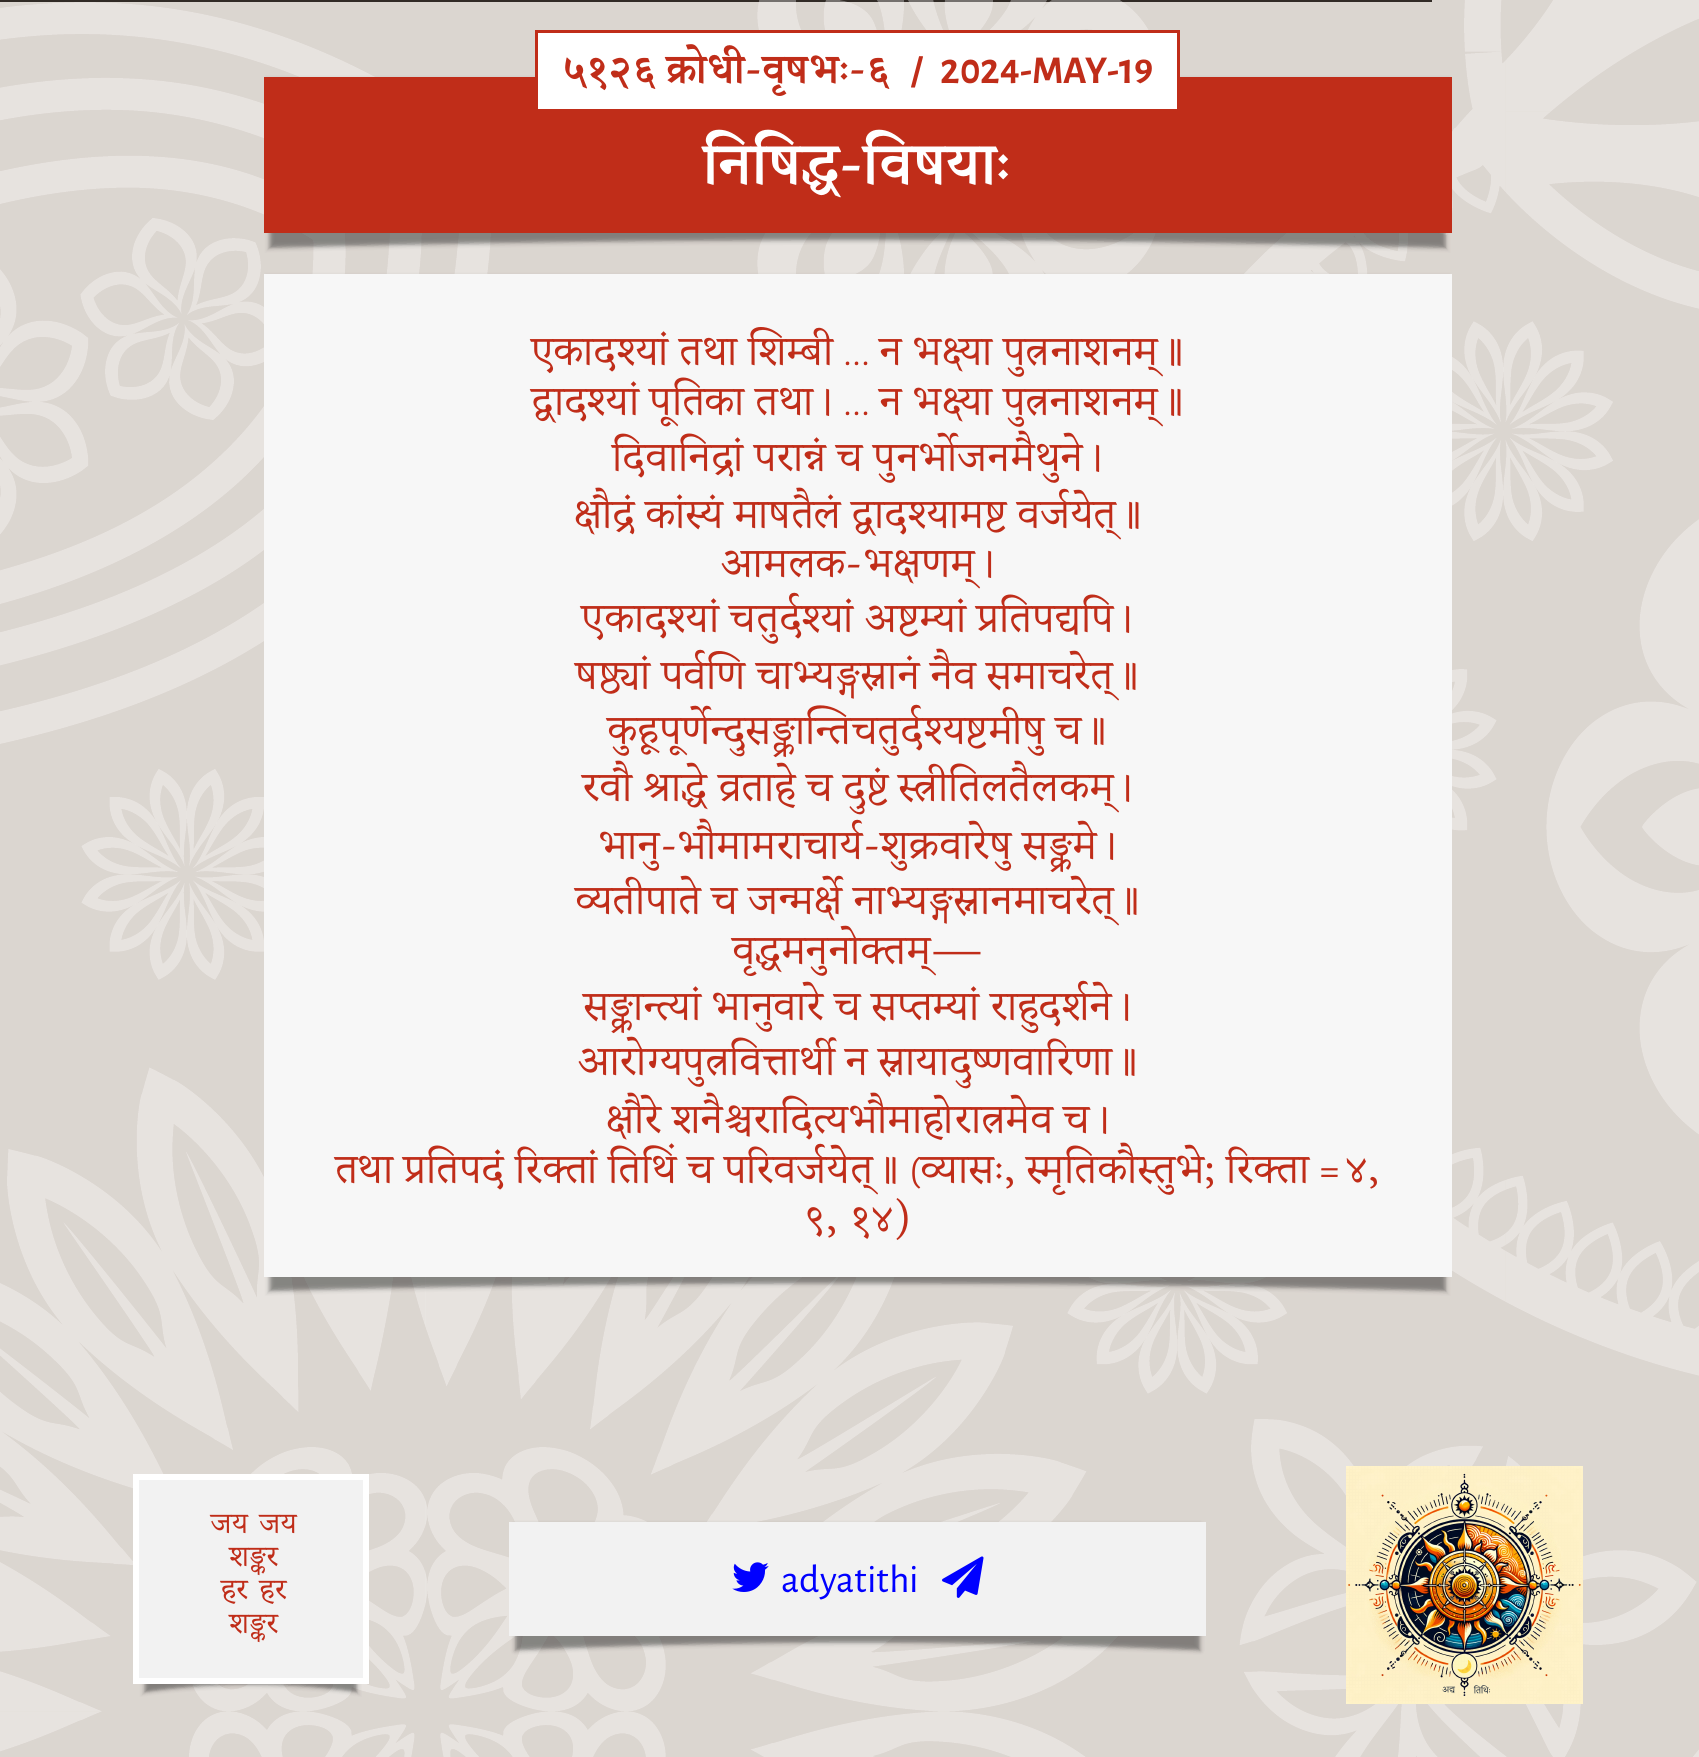 ५१२६ क्रोधी-वृषभः-६ / 2024-MAY-19
निषिद्ध-विषयाः
एकादश्यां तथा शिम्बी … न भक्ष्या पुत्रनाशनम्॥
द्वादश्यां पूतिका तथा। … न भक्ष्या पुत्रनाशनम्॥
दिवानिद्रां परान्नं च पुनर्भोजनमैथुने।
क्षौद्रं कांस्यं माषतैलं द्वादश्यामष्ट वर्जयेत्॥
आमलक-भक्षणम्।
एकादश्यां चतुर्दश्यां अष्टम्यां प्रतिपद्यपि।
षष्ठ्यां पर्वणि चाभ्यङ्गस्नानं नैव समाचरेत्॥
कुहूपूर्णेन्दुसङ्क्रान्तिचतुर्दश्यष्टमीषु च॥
रवौ श्राद्धे व्रताहे च दुष्टं स्त्रीतिलतैलकम्।
भानु-भौमामराचार्य-शुक्रवारेषु सङ्क्रमे।
व्यतीपाते च जन्मर्क्षे नाभ्यङ्गस्नानमाचरेत्॥
वृद्धमनुनोक्तम्—
सङ्क्रान्त्यां भानुवारे च सप्तम्यां राहुदर्शने।
आरोग्यपुत्रवित्तार्थी न स्नायादुष्णवारिणा॥
क्षौरे शनैश्चरादित्यभौमाहोरात्रमेव च।
तथा प्रतिपदं रिक्तां तिथिं च परिवर्जयेत्॥ (व्यासः, स्मृतिकौस्तुभे; रिक्ता = ४,
९, १४)
जय जय
शङ्कर
हर हर
शङ्कर
adyatithi
अद्य तिथिः